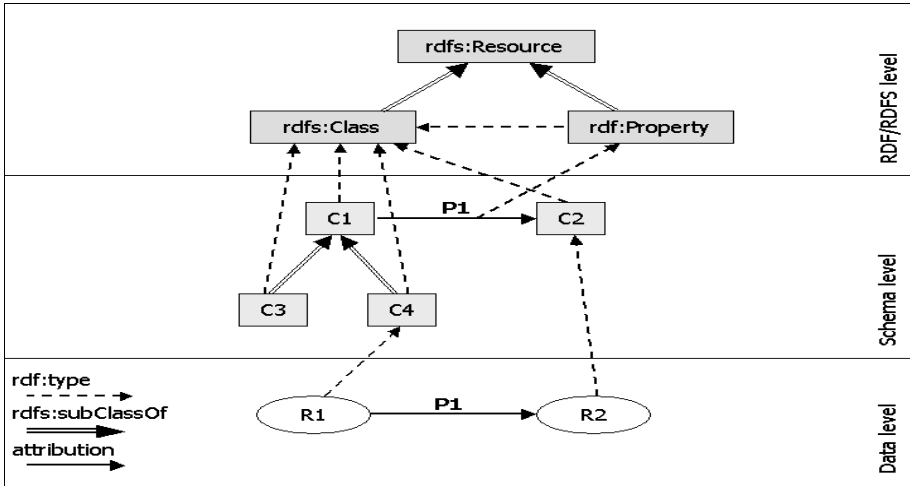 rdfs:Resource
RDF/RDFS level
rdfs:Class
rdf:Property
C1
P1
C2
Schema level
C3
C4
rdf:type
rdfs:subClassOf
attribution
R1
P1
R2
Data level